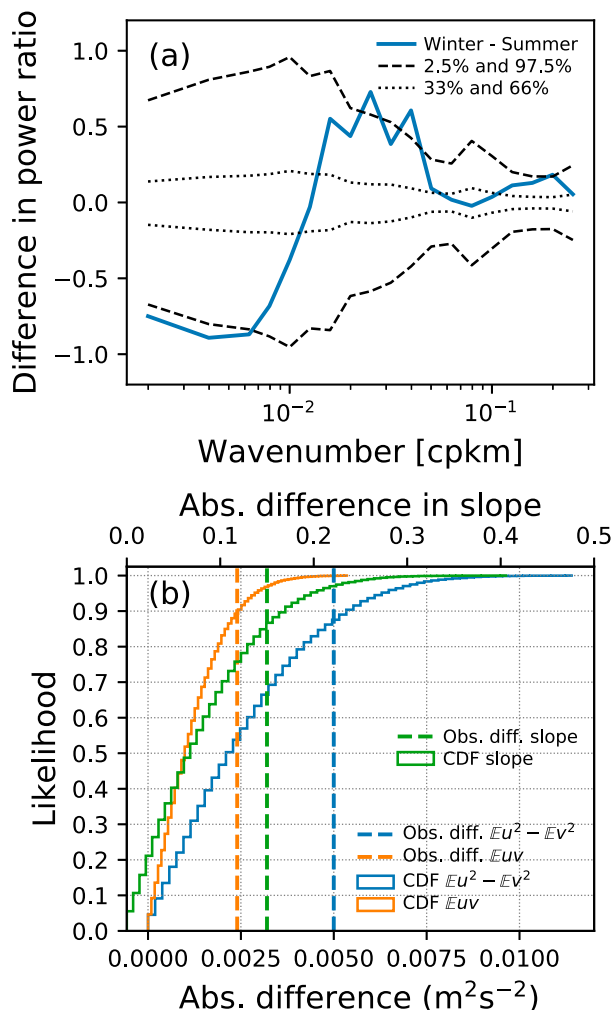 (a)
Winter - Summer
2.5% and 97.5%
33% and 66%
1.0
0.5
0.0
−0.5
−1.0
Difference in power ratio
10⁻²
10⁻¹
Wavenumber [cpkm]
Abs. difference in slope
0.0
0.1
0.2
0.3
0.4
0.5
(b)
1.0
0.9
0.8
0.7
0.6
0.5
0.4
0.3
0.2
0.1
0.0
Likelihood
Obs. diff. slope
CDF slope
Obs. diff. 𝔼u² − 𝔼v²
Obs. diff. 𝔼uv
CDF 𝔼u² − 𝔼v²
CDF 𝔼uv
0.0000
0.0025
0.0050
0.0075
0.0100
Abs. difference (m²s⁻²)